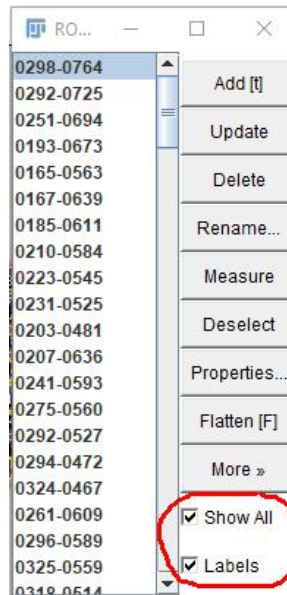 RO...
0298-0764
0292-0725
0251-0694
0193-0673
0165-0563
0167-0639
0185-0611
0210-0584
0223-0545
0231-0525
0203-0481
0207-0636
0241-0593
0275-0560
0292-0527
0294-0472
0324-0467
0261-0609
0296-0589
0325-0559
0318-0514
Add [t]
Update
Delete
Rename...
Measure
Deselect
Properties...
Flatten [F]
More »
Show All
Labels